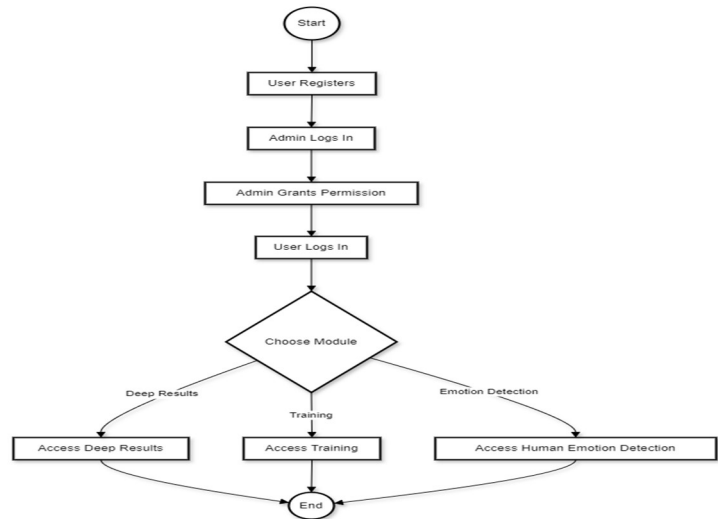 Start
User Registers
Admin Logs In
Admin Grants Permission
User Logs In
Choose Module
Deep Results
Training
Emotion Detection
Access Deep Results
Access Training
Access Human Emotion Detection
End